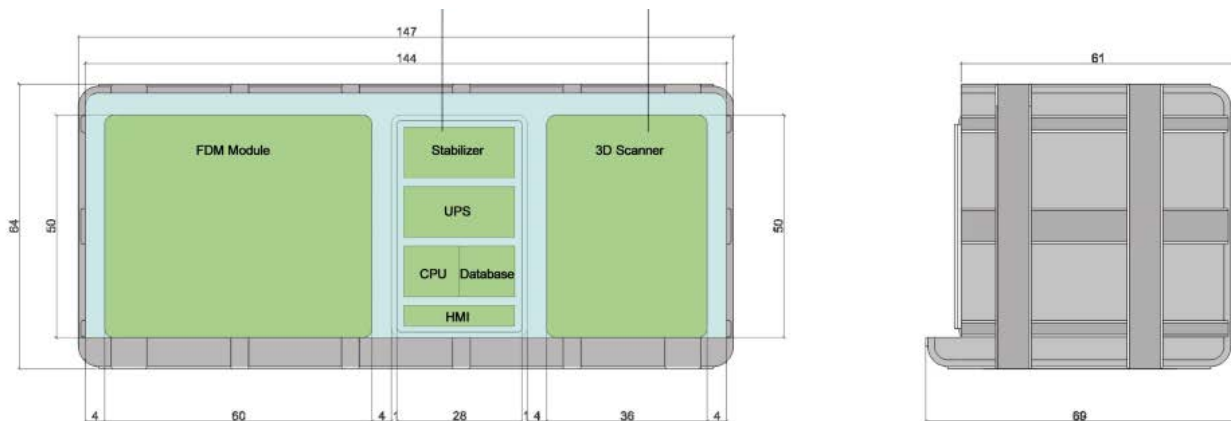 147
144
61
FDM Module
Stabilizer
3D Scanner
UPS
64
50
50
CPU
Database
HMI
4
60
4
1
28
1
4
36
4
69